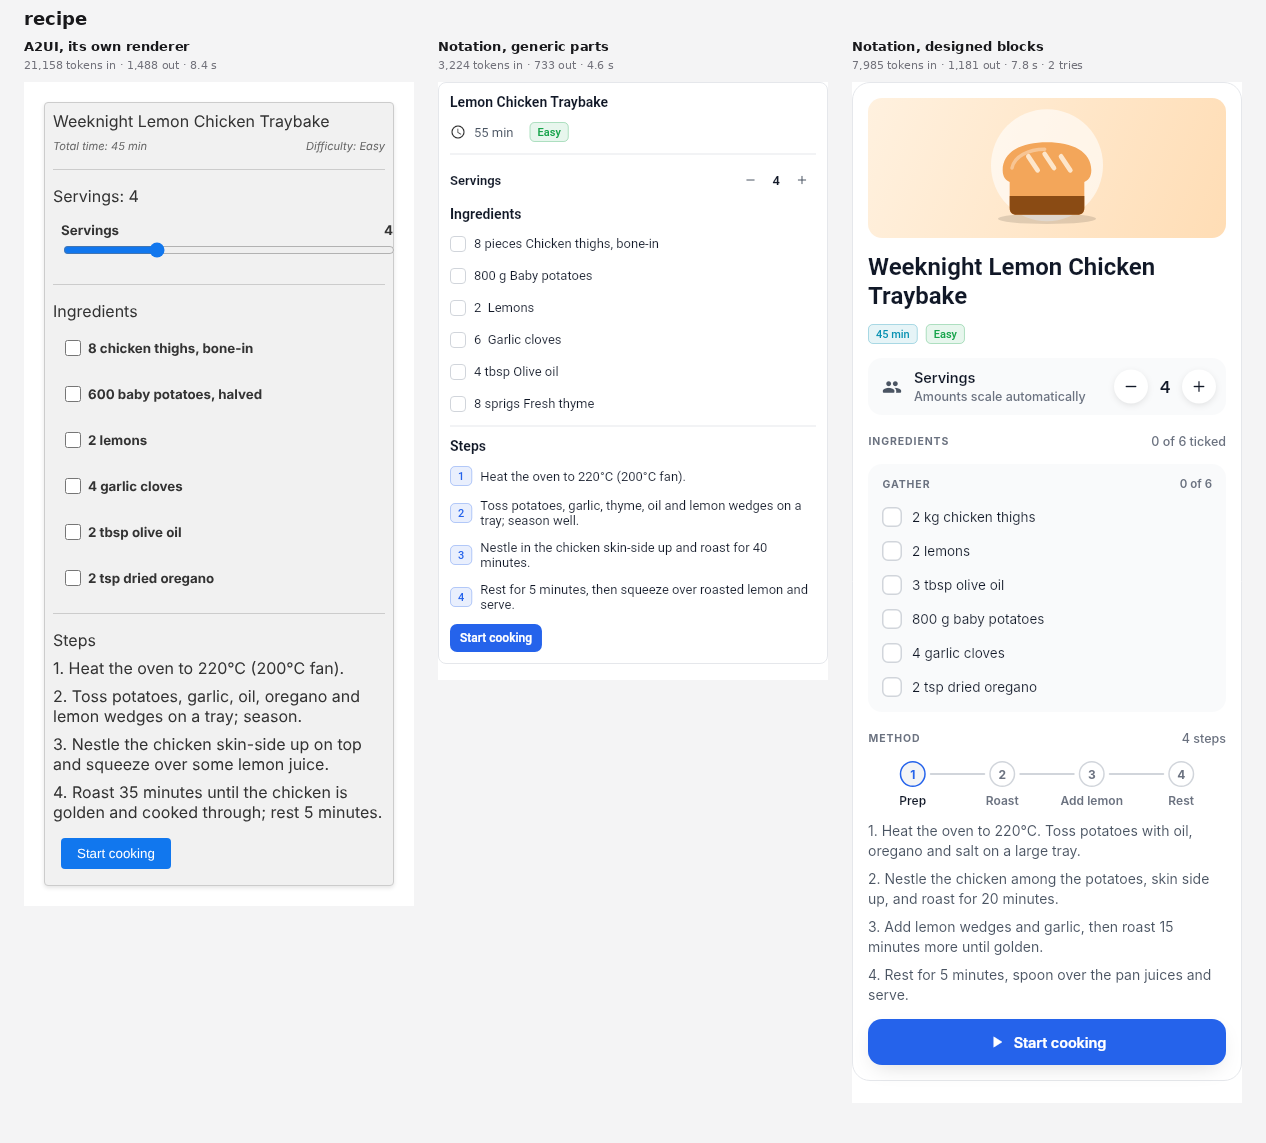 recipe
A2UI, its own renderer
21,158 tokens in · 1,488 out · 8.4 s
Weeknight Lemon Chicken Traybake
Total time: 45 min
Difficulty: Easy
Servings: 4
Servings
4
Ingredients
8 chicken thighs, bone-in
600 baby potatoes, halved
2 lemons
4 garlic cloves
2 tbsp olive oil
2 tsp dried oregano
Steps
1. Heat the oven to 220°C (200°C fan).
2. Toss potatoes, garlic, oil, oregano and
lemon wedges on a tray; season.
3. Nestle the chicken skin-side up on top
and squeeze over some lemon juice.
4. Roast 35 minutes until the chicken is
golden and cooked through; rest 5 minutes.
Start cooking
Notation, generic parts
3,224 tokens in · 733 out · 4.6 s
Lemon Chicken Traybake
55 min
Easy
Servings
− 4 +
Ingredients
8 pieces Chicken thighs, bone-in
800 g Baby potatoes
2 Lemons
6 Garlic cloves
4 tbsp Olive oil
8 sprigs Fresh thyme
Steps
1 Heat the oven to 220°C (200°C fan).
2 Toss potatoes, garlic, thyme, oil and lemon wedges on a
tray; season well.
3 Nestle in the chicken skin-side up and roast for 40
minutes.
4 Rest for 5 minutes, then squeeze over roasted lemon and
serve.
Start cooking
Notation, designed blocks
7,985 tokens in · 1,181 out · 7.8 s · 2 tries
Weeknight Lemon Chicken
Traybake
45 min
Easy
Servings
Amounts scale automatically
− 4 +
INGREDIENTS
0 of 6 ticked
GATHER
0 of 6
2 kg chicken thighs
2 lemons
3 tbsp olive oil
800 g baby potatoes
4 garlic cloves
2 tsp dried oregano
METHOD
4 steps
1 2 3 4
Prep Roast Add lemon Rest
1. Heat the oven to 220°C. Toss potatoes with oil,
oregano and salt on a large tray.
2. Nestle the chicken among the potatoes, skin side
up, and roast for 20 minutes.
3. Add lemon wedges and garlic, then roast 15
minutes more until golden.
4. Rest for 5 minutes, spoon over the pan juices and
serve.
Start cooking